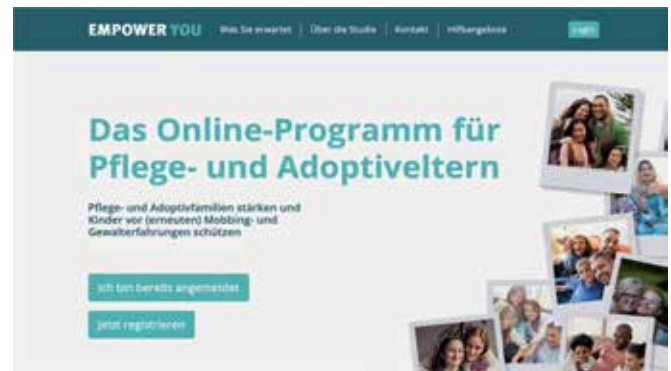 EMPOWER YOU Was Sie erwartet | Über die Studie | Kontakt | Hilfsangebote Login
Das Online-Programm für
Pflege- und Adoptiveltern
Pflege- und Adoptivfamilien stärken und
Kinder vor (erneuten) Mobbing- und
Gewalterfahrungen schützen
Ich bin bereits angemeldet
Jetzt registrieren